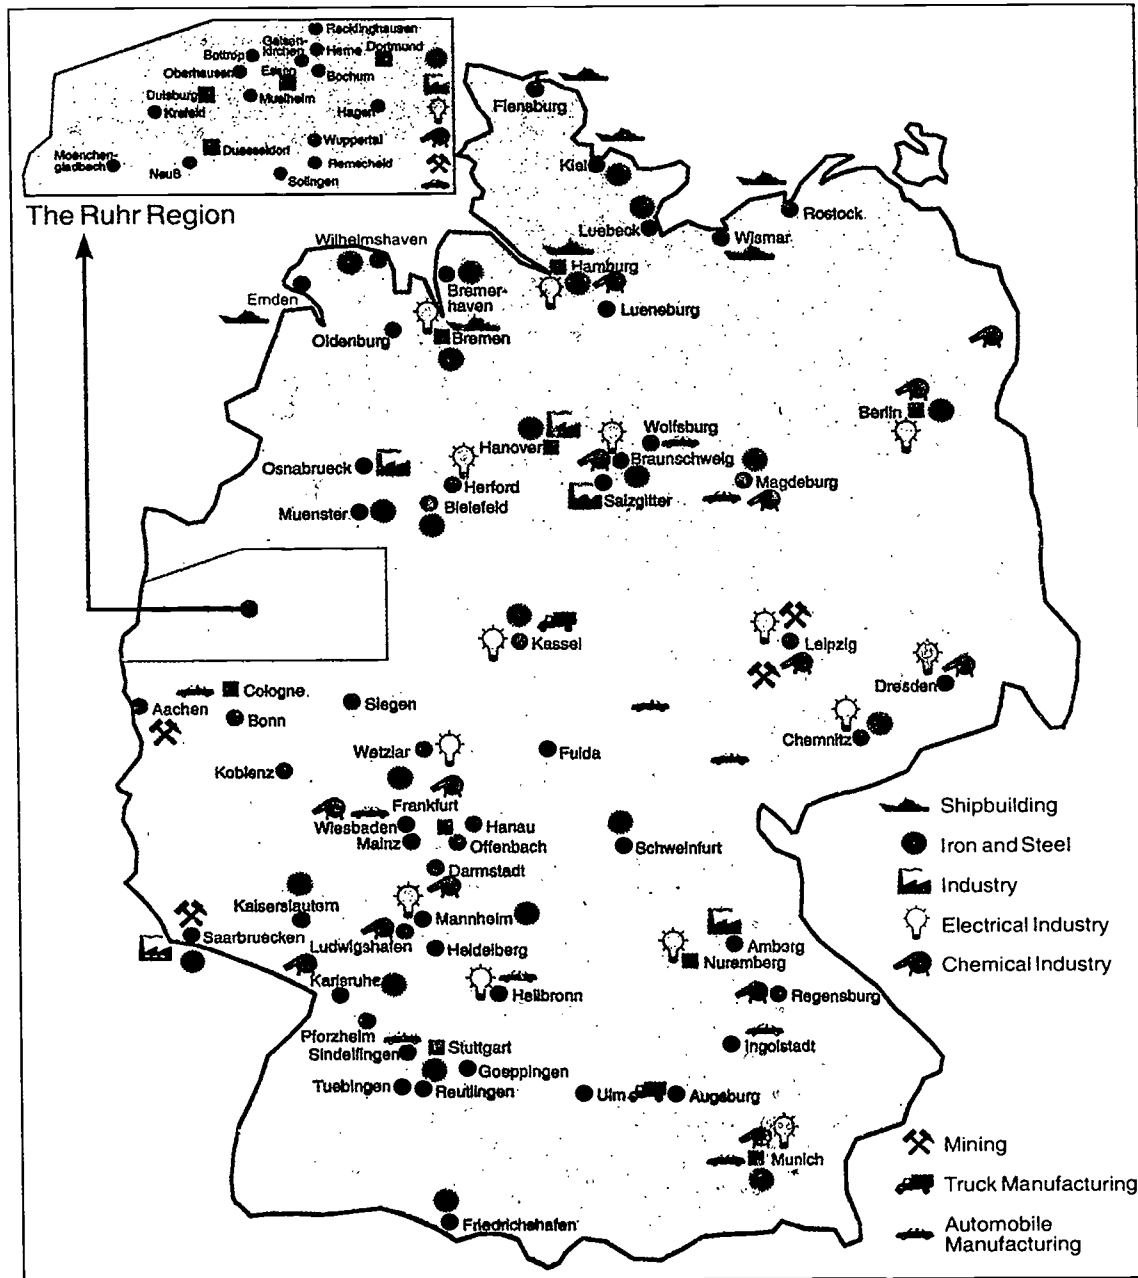 Recklinghausen
Gelsen-
kirchen
Herne
Dortmund
Bottrop
Oberhausen
Essen
Bochum
Duisburg
Muelheim
Krefeld
Hagen
Wuppertal
Duesseldorf
Moenchen-
gladbach
Neuß
Remscheid
Solingen
The Ruhr Region
Flensburg
Kiel
Rostock
Luebeck
Wismar
Wilhelmshaven
Hamburg
Emden
Bremer-
haven
Lueneburg
Oldenburg
Bremen
Berlin
Wolfsburg
Hanover
Braunschweig
Osnabrueck
Herford
Magdeburg
Salzgitter
Muenster
Bielefeld
Kassel
Leipzig
Dresden
Cologne
Aachen
Bonn
Siegen
Chemnitz
Wetzlar
Fulda
Koblenz
Frankfurt
Wiesbaden
Hanau
Mainz
Offenbach
Schweinfurt
Darmstadt
Kaiserslautern
Mannheim
Saarbruecken
Ludwigshafen
Heidelberg
Amberg
Nuremberg
Karlsruhe
Heilbronn
Regensburg
Pforzheim
Sindelfingen
Stuttgart
Ingolstadt
Goeppingen
Tuebingen
Reutlingen
Ulm
Augsburg
Munich
Friedrichshafen
Shipbuilding
Iron and Steel
Industry
Electrical Industry
Chemical Industry
Mining
Truck Manufacturing
Automobile
Manufacturing